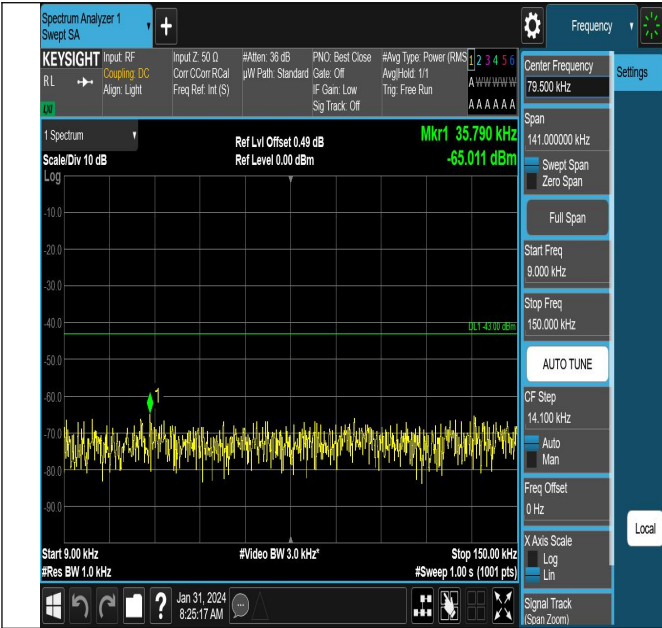 Spectrum Analyzer 1
Swept SA
+
Frequency
KEYSIGHT
RL
LXI
Input: RF
Coupling: DC
Align: Light
Input Z: 50 Ω
Corr CCorr RCal
Freq Ref: Int (S)
#Atten: 36 dB
µW Path: Standard
PNO: Best Close
Gate: Off
IF Gain: Low
Sig Track: Off
#Avg Type: Power (RMS
Avg|Hold: 1/1
Trig: Free Run
1 2 3 4 5 6
A W W W W W
A A A A A A
1 Spectrum
Scale/Div 10 dB
Log
Ref Lvl Offset 0.49 dB
Ref Level 0.00 dBm
Mkr1 35.790 kHz
-65.011 dBm
-10.0
-20.0
-30.0
-40.0
DL1 -43.00 dBm
-50.0
-60.0
1
-70.0
-80.0
-90.0
Start 9.00 kHz
#Res BW 1.0 kHz
#Video BW 3.0 kHz*
Stop 150.00 kHz
#Sweep 1.00 s (1001 pts)
?
Jan 31, 2024
8:25:17 AM
Center Frequency
79.500 kHz
Settings
Span
141.000000 kHz
Swept Span
Zero Span
Full Span
Start Freq
9.000 kHz
Stop Freq
150.000 kHz
AUTO TUNE
CF Step
14.100 kHz
Auto
Man
Freq Offset
0 Hz
Local
X Axis Scale
Log
Lin
Signal Track
(Span Zoom)